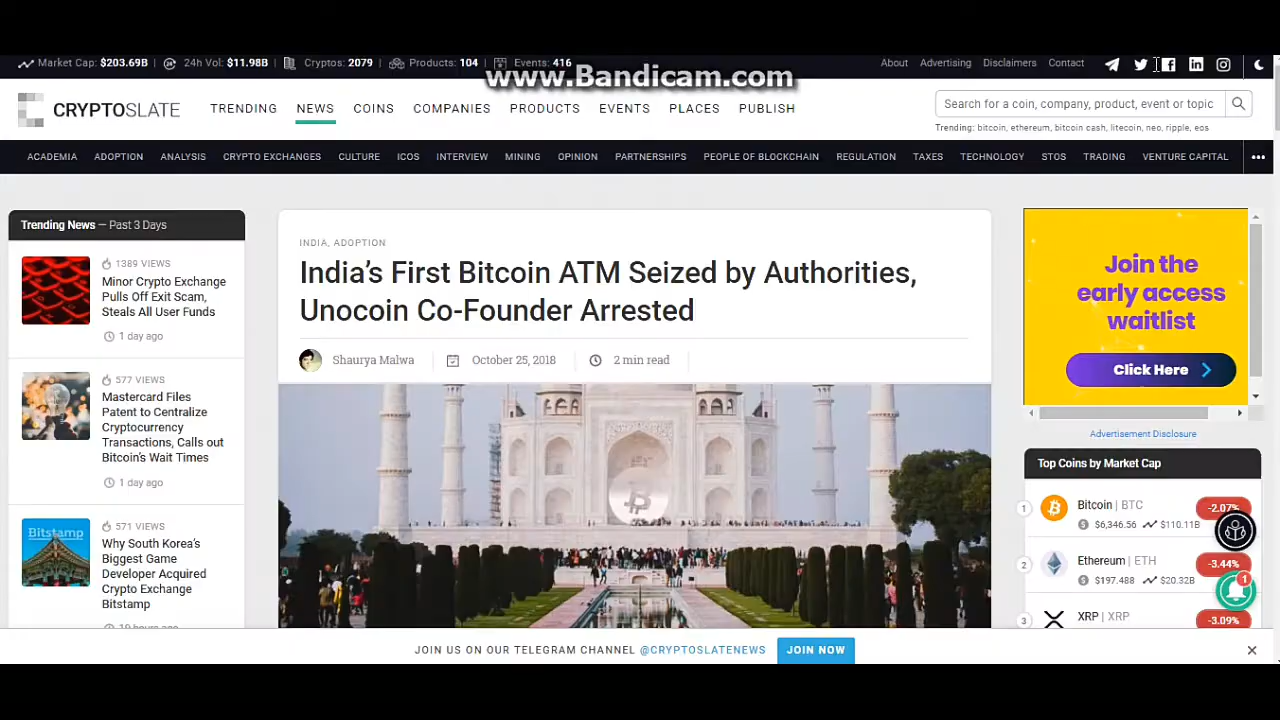 Market Cap: $203.69B 24h Vol: $11.98B Cryptos: 2079 Products: 104 Events: 416 About Advertising Disclaimers Contact
www.Bandicam.com
CRYPTOSLATE TRENDING NEWS COINS COMPANIES PRODUCTS EVENTS PLACES PUBLISH
Search for a coin, company, product, event or topic
Trending: bitcoin, ethereum, bitcoin cash, litecoin, neo, ripple, eos
ACADEMIA ADOPTION ANALYSIS CRYPTO EXCHANGES CULTURE ICOS INTERVIEW MINING OPINION PARTNERSHIPS PEOPLE OF BLOCKCHAIN REGULATION TAXES TECHNOLOGY STOS TRADING VENTURE CAPITAL
Trending News — Past 3 Days
1389 VIEWS
Minor Crypto Exchange
Pulls Off Exit Scam,
Steals All User Funds
1 day ago
577 VIEWS
Mastercard Files
Patent to Centralize
Cryptocurrency
Transactions, Calls out
Bitcoin's Wait Times
1 day ago
Bitstamp
571 VIEWS
Why South Korea's
Biggest Game
Developer Acquired
Crypto Exchange
Bitstamp
19 hours ago
INDIA, ADOPTION
India's First Bitcoin ATM Seized by Authorities,
Unocoin Co-Founder Arrested
Shaurya Malwa October 25, 2018 2 min read
Join the
early access
waitlist
Click Here
Advertisement Disclosure
Top Coins by Market Cap
1 Bitcoin | BTC -2.07%
$6,346.56 $110.11B
2 Ethereum | ETH -3.44%
$197.488 $20.32B
1
3 XRP | XRP -3.09%
JOIN US ON OUR TELEGRAM CHANNEL @CRYPTOSLATENEWS JOIN NOW